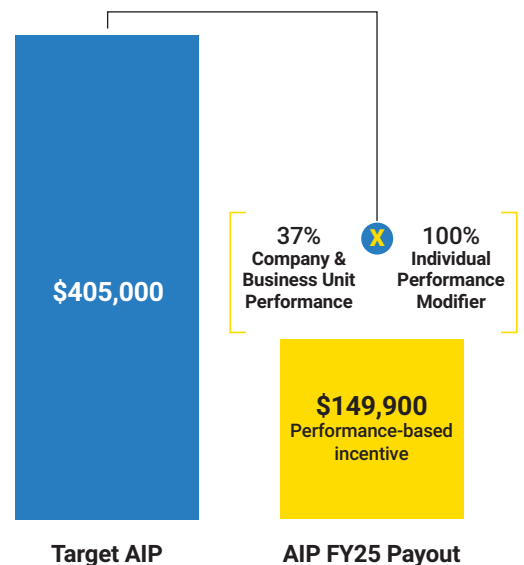 $405,000
37%
Company &
Business Unit
Performance
X
100%
Individual
Performance
Modifier
$149,900
Performance-based
incentive
Target AIP
AIP FY25 Payout